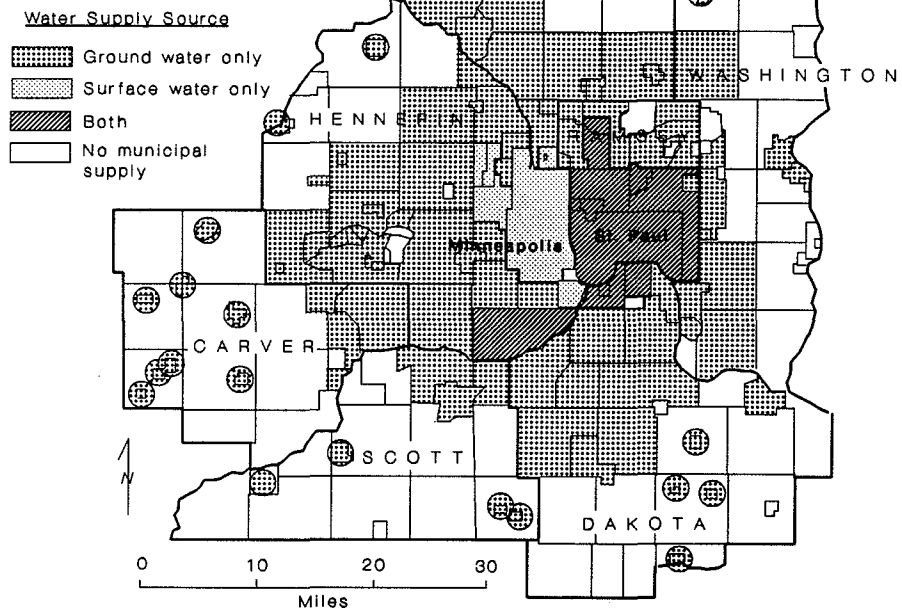 Water Supply Source
Ground water only
Surface water only
Both
No municipal
supply
WASHINGTON
HENNEPIN
RAMSEY
Minneapolis
St. Paul
CARVER
SCOTT
N
DAKOTA
0 10 20 30
Miles